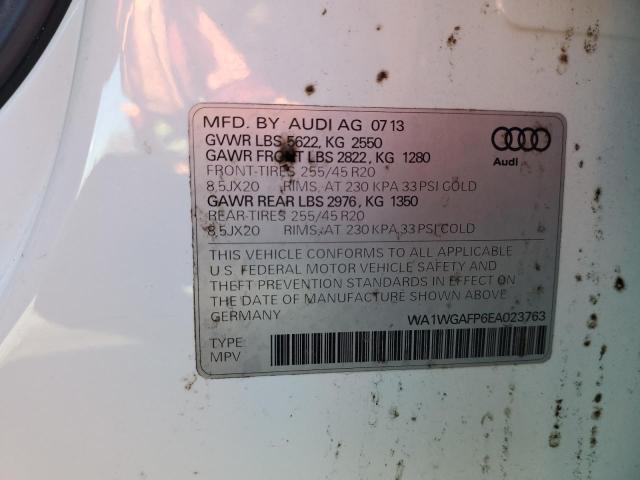 MFD. BY AUDI AG 07 13
GVWR LBS 5622, KG 2550
GAWR FRONT LBS 2822, KG 1280
FRONT-TIRES 255/45 R20
8,5JX20 RIMS, AT 230 KPA 33 PSI COLD
GAWR REAR LBS 2976, KG 1350
REAR-TIRES 255/45 R20
8,5JX20 RIMS, AT 230 KPA 33 PSI COLD
Audi
THIS VEHICLE CONFORMS TO ALL APPLICABLE
U.S. FEDERAL MOTOR VEHICLE SAFETY AND
THEFT PREVENTION STANDARDS IN EFFECT ON
THE DATE OF MANUFACTURE SHOWN ABOVE
GERMANY
WA1WGAFP6EA023763
TYPE
MPV